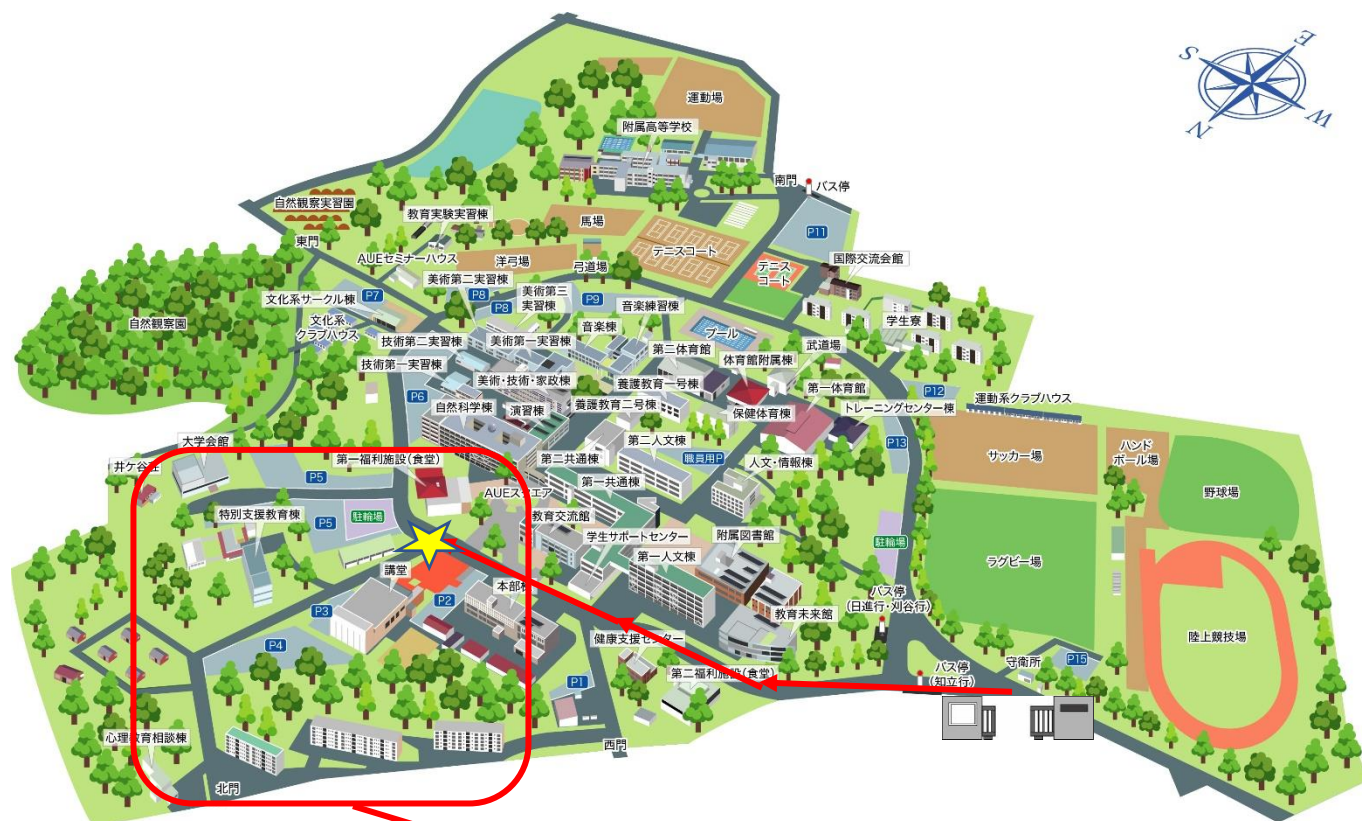 E
S
W
N
運動場
附属高等学校
南門
バス停
自然観察実習園
教育実験実習棟
馬場
P11
東門
テニスコート
AUEセミナーハウス
洋弓場
弓道場
テニス
コート
国際交流会館
美術第二実習棟
文化系サークル棟
P7
P8
P8
美術第三
実習棟
P9
音楽練習棟
自然観察園
文化系
クラブハウス
技術第二実習棟
美術第一実習棟
音楽棟
プール
学生寮
技術第一実習棟
第二体育館
体育館附属棟
武道場
美術・技術・家政棟
養護教育一号棟
第一体育館
P12
運動系クラブハウス
P6
自然科学棟
演習棟
養護教育二号棟
保健体育棟
トレーニングセンター棟
大学会館
第二人文棟
P13
サッカー場
ハンド
ボール場
井ケ谷荘
第一福利施設(食堂)
第二共通棟
職員用P
人文・情報棟
野球場
P5
AUEスクエア
第一共通棟
特別支援教育棟
P5
駐輪場
教育交流館
学生サポートセンター
附属図書館
駐輪場
ラグビー場
第一人文棟
講堂
本部棟
バス停
(日進行・刈谷行)
P3
P2
教育未来館
陸上競技場
P4
健康支援センター
守衛所
P15
第二福利施設(食堂)
バス停
(知立行)
P1
心理教育相談棟
西門
北門